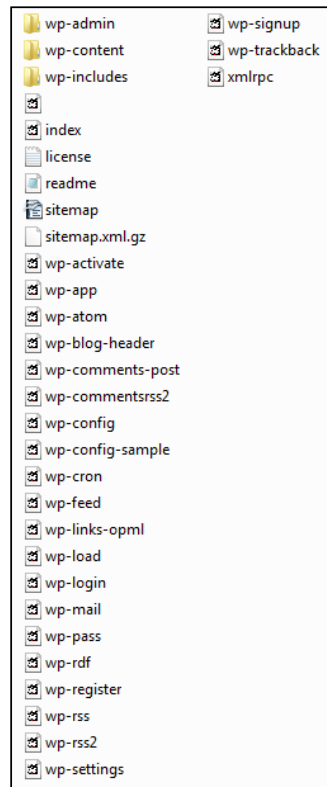 wp-admin
wp-content
wp-includes
index
license
readme
sitemap
sitemap.xml.gz
wp-activate
wp-app
wp-atom
wp-blog-header
wp-comments-post
wp-commentsrss2
wp-config
wp-config-sample
wp-cron
wp-feed
wp-links-opml
wp-load
wp-login
wp-mail
wp-pass
wp-rdf
wp-register
wp-rss
wp-rss2
wp-settings
wp-signup
wp-trackback
xmlrpc